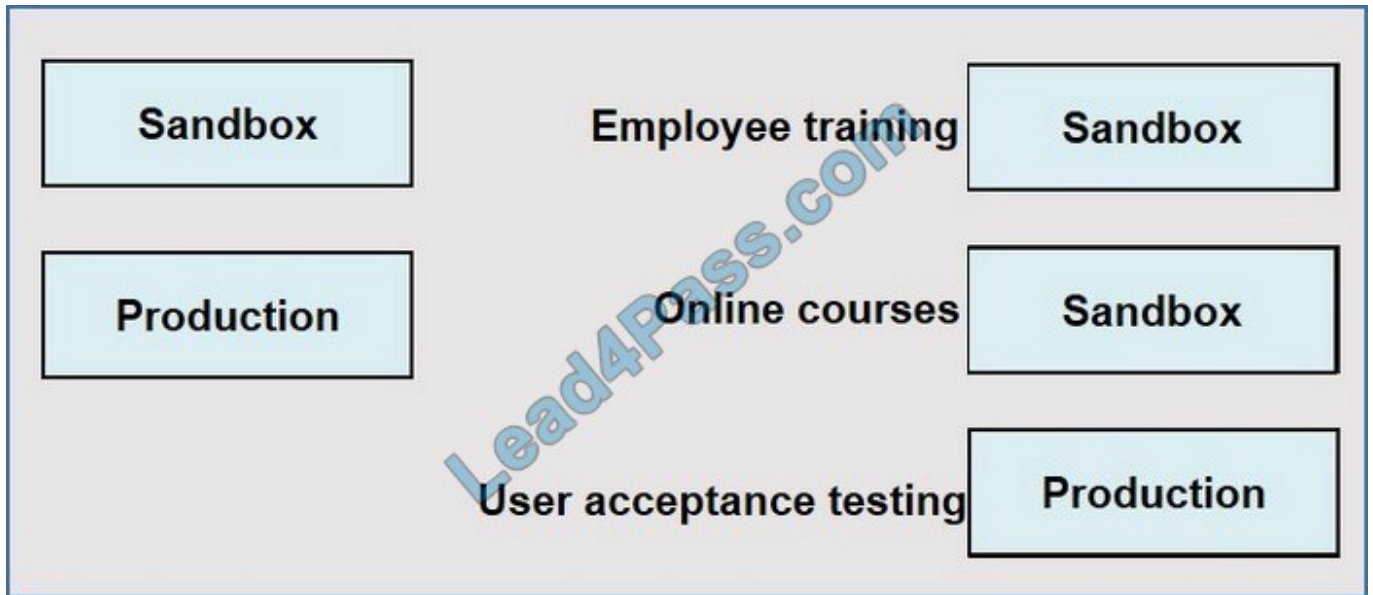 Sandbox
Production
Employee training
Sandbox
Online courses
Sandbox
User acceptance testing
Production
Lead4Pass.com